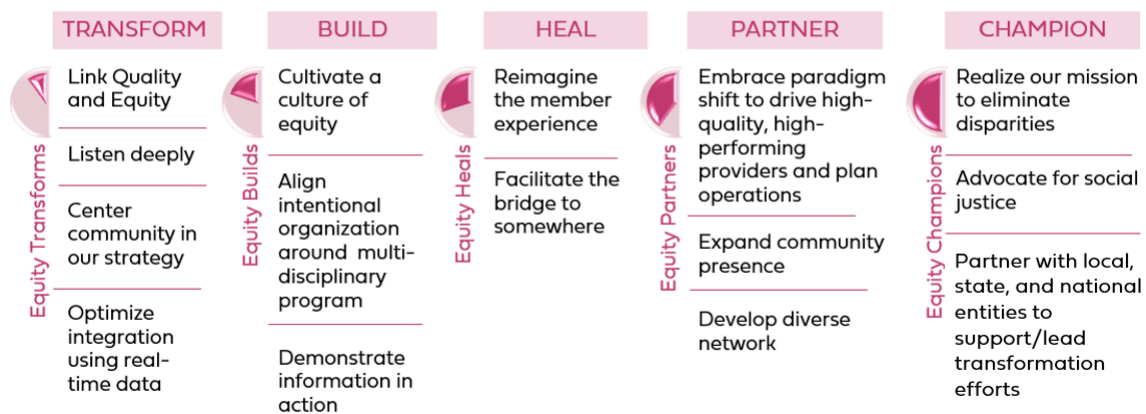 TRANSFORM
Equity Transforms
Link Quality
and Equity
Listen deeply
Center
community in
our strategy
Optimize
integration
using real-
time data
BUILD
Equity Builds
Cultivate a
culture of
equity
Align
intentional
organization
around multi-
disciplinary
program
Demonstrate
information in
action
HEAL
Equity Heals
Reimagine
the member
experience
Facilitate the
bridge to
somewhere
PARTNER
Equity Partners
Embrace paradigm
shift to drive high-
quality, high-
performing
providers and plan
operations
Expand community
presence
Develop diverse
network
CHAMPION
Equity Champions
Realize our mission
to eliminate
disparities
Advocate for social
justice
Partner with local,
state, and national
entities to
support/lead
transformation
efforts